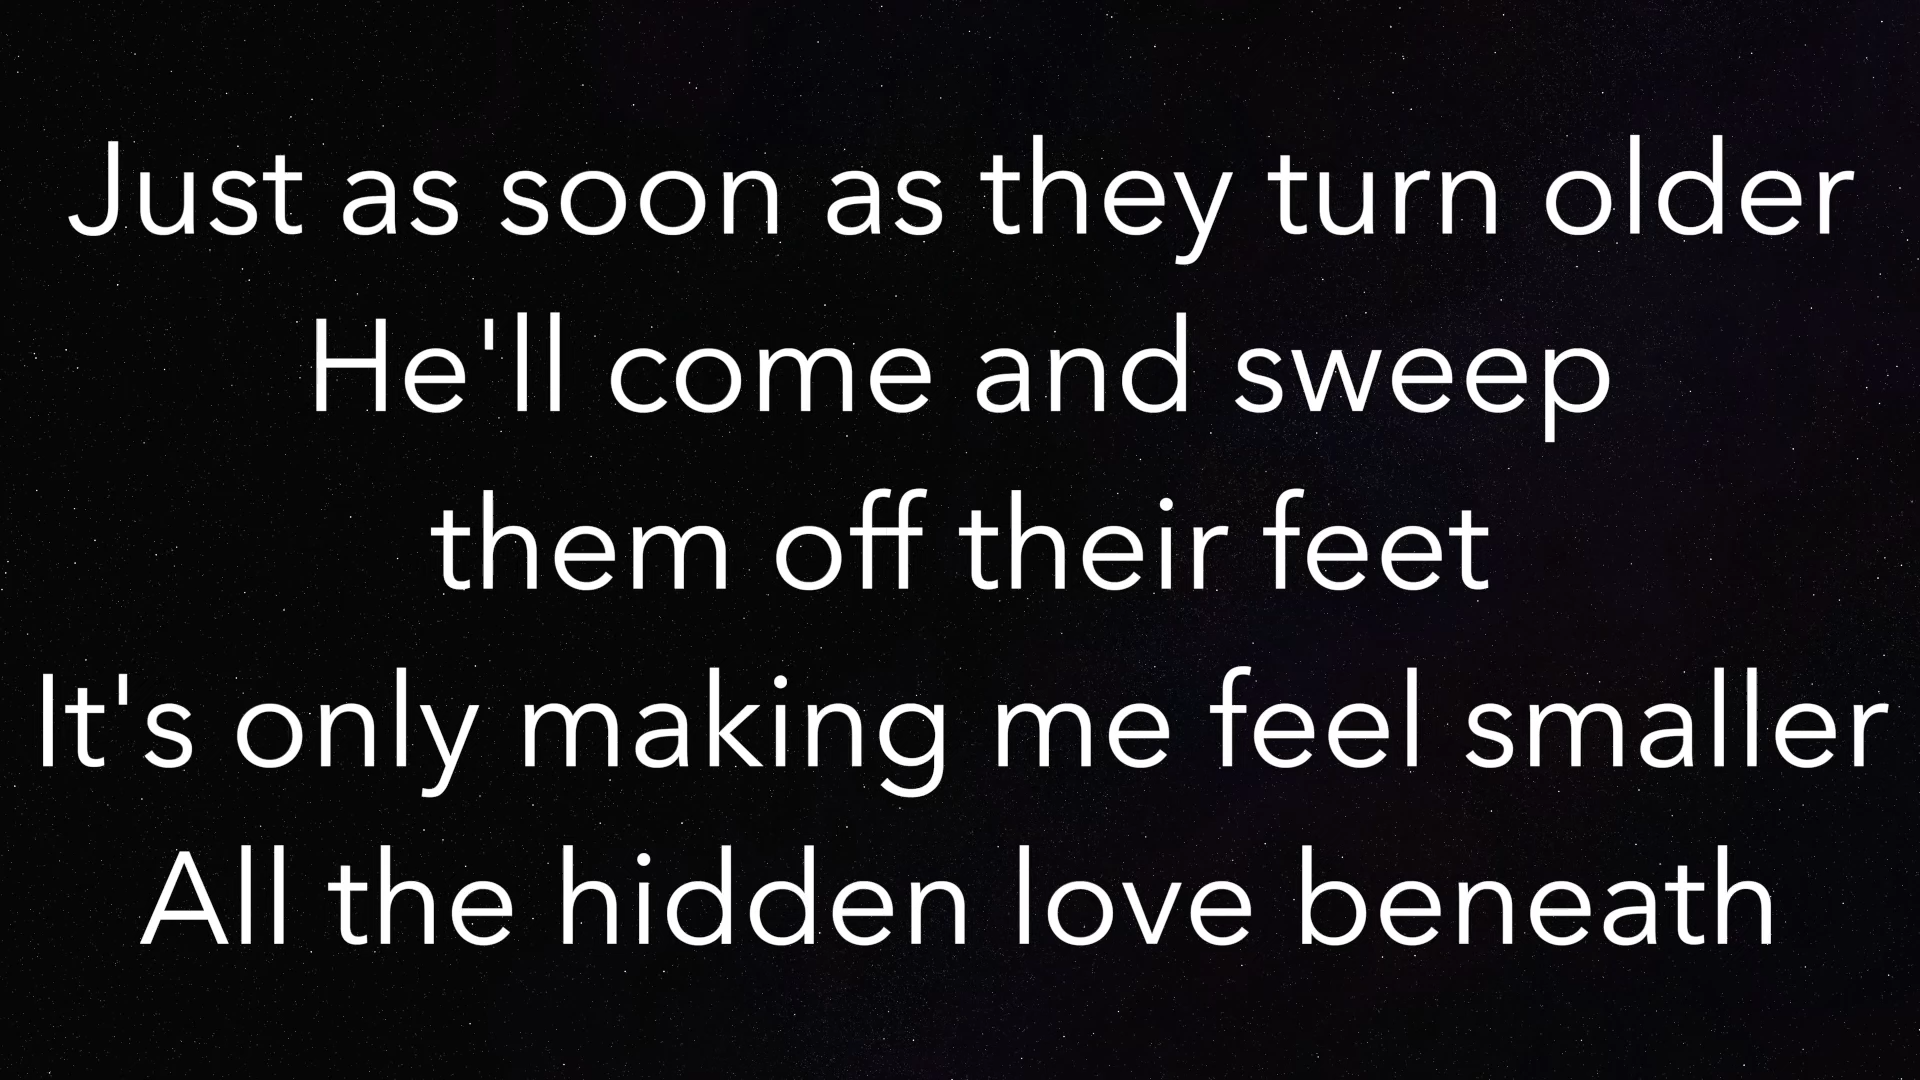 Just as soon as they turn older
He'll come and sweep
them off their feet
It's only making me feel smaller
All the hidden love beneath